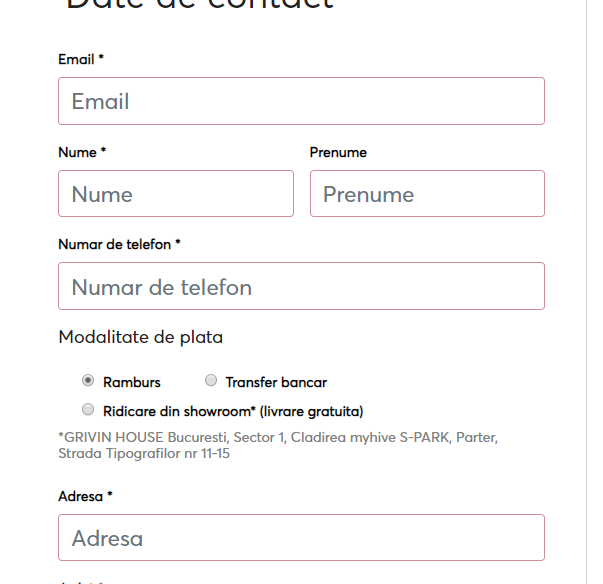 Date de contact
Email *
Email
Nume * Prenume
Nume Prenume
Numar de telefon *
Numar de telefon
Modalitate de plata
Ramburs Transfer bancar
Ridicare din showroom* (livrare gratuita)
*GRIVIN HOUSE Bucuresti, Sector 1, Cladirea myhive S-PARK, Parter,
Strada Tipografilor nr 11-15
Adresa *
Adresa